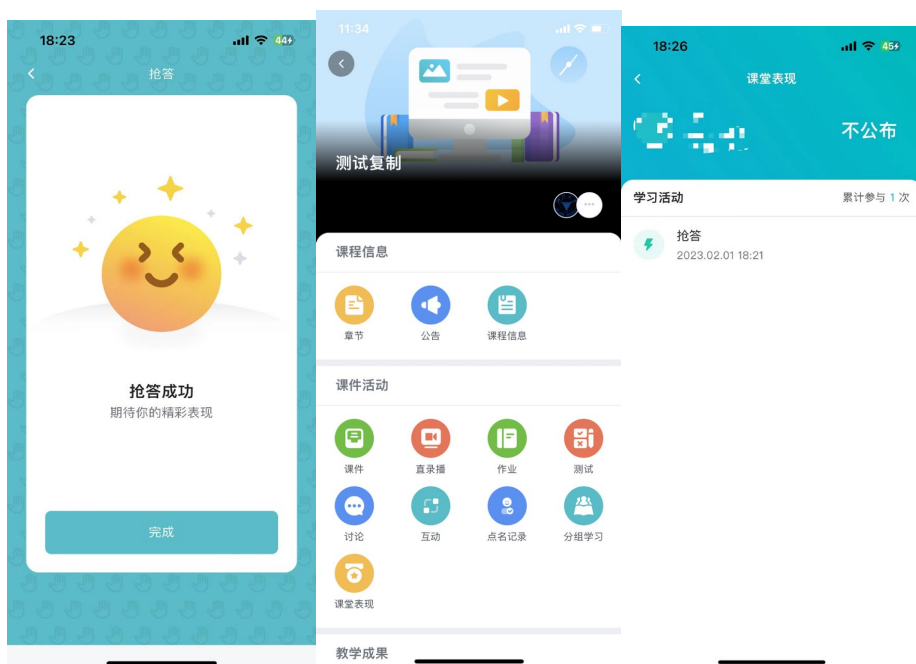 18:23
44
抢答
抢答成功
期待你的精彩表现
完成
11:34
测试复制
课程信息
章节
公告
课程信息
课件活动
课件
直录播
作业
测试
讨论
互动
点名记录
分组学习
课堂表现
教学成果
18:26
45
课堂表现
不公布
学习活动
累计参与 1 次
抢答
2023.02.01 18:21